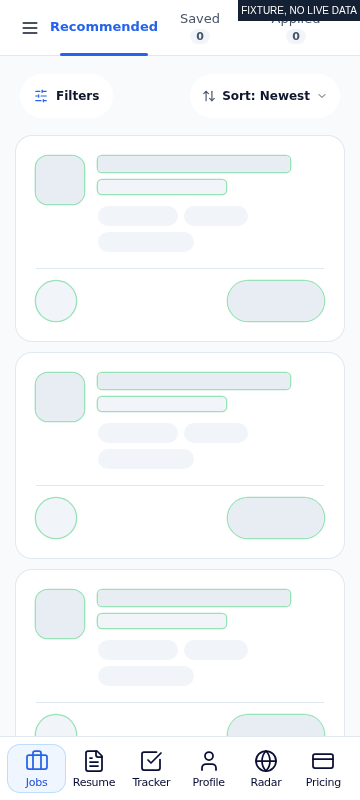 FIXTURE, NO LIVE DATA
Recommended
Saved
0
Applied
0
Filters
Sort: Newest
Jobs
Resume
Tracker
Profile
Radar
Pricing